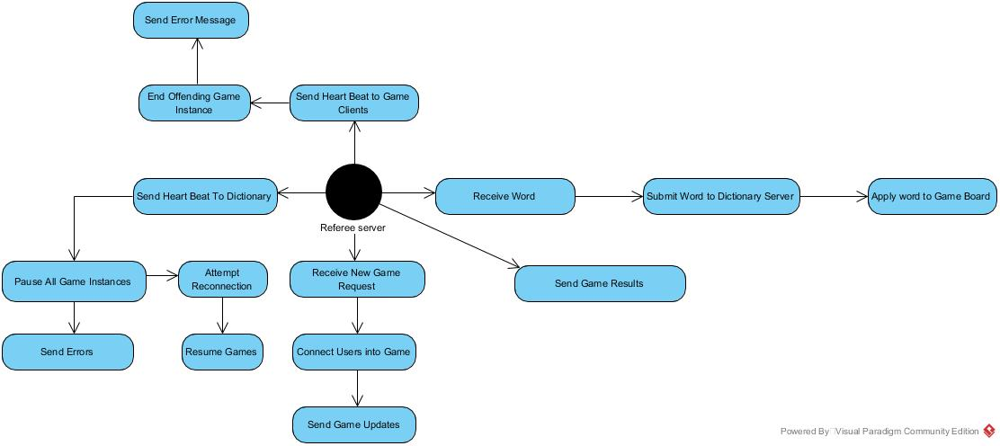 Send Error Message
End Offending Game
Instance
Send Heart Beat to Game
Clients
Send Heart Beat To Dictionary
Receive Word
Submit Word to Dictionary Server
Apply word to Game Board
Referee server
Pause All Game Instances
Attempt
Reconnection
Receive New Game
Request
Send Game Results
Send Errors
Resume Games
Connect Users into Game
Send Game Updates
Powered By Visual Paradigm Community Edition